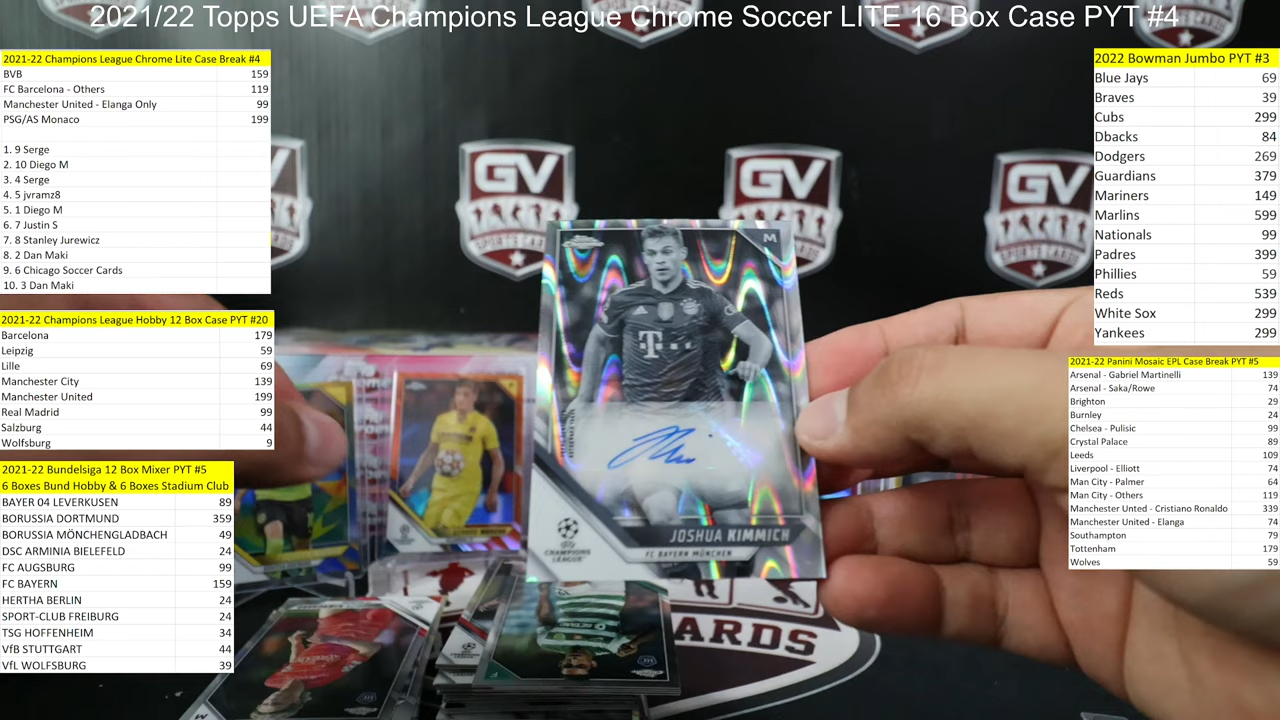 2021/22 Topps UEFA Champions League Chrome Soccer LITE 16 Box Case PYT #4
2021-22 Champions League Chrome Lite Case Break #4
BVB 159
FC Barcelona - Others 119
Manchester United - Elanga Only 99
PSG/AS Monaco 199
1. 9 Serge
2. 10 Diego M
3. 4 Serge
4. 5 jvramz8
5. 1 Diego M
6. 7 Justin S
7. 8 Stanley Jurewicz
8. 2 Dan Maki
9. 6 Chicago Soccer Cards
10. 3 Dan Maki
2021-22 Champions League Hobby 12 Box Case PYT #20
Barcelona 179
Leipzig 59
Lille 69
Manchester City 139
Manchester United 199
Real Madrid 99
Salzburg 44
Wolfsburg 9
2021-22 Bundelsiga 12 Box Mixer PYT #5
6 Boxes Bund Hobby & 6 Boxes Stadium Club
BAYER 04 LEVERKUSEN 89
BORUSSIA DORTMUND 359
BORUSSIA MÖNCHENGLADBACH 49
DSC ARMINIA BIELEFELD 24
FC AUGSBURG 99
FC BAYERN 159
HERTHA BERLIN 24
SPORT-CLUB FREIBURG 24
TSG HOFFENHEIM 34
VfB STUTTGART 44
VfL WOLFSBURG 39
GV
SPORTS CARDS
GV
SPORTS CARDS
GV
M
T
JOSHUA KIMMICH
FC BAYERN MÜNCHEN
CHAMPIONS
LEAGUE
ARDS
2022 Bowman Jumbo PYT #3
Blue Jays 69
Braves 39
Cubs 299
Dbacks 84
Dodgers 269
Guardians 379
Mariners 149
Marlins 599
Nationals 99
Padres 399
Phillies 59
Reds 539
White Sox 299
Yankees 299
2021-22 Panini Mosaic EPL Case Break PYT #5
Arsenal - Gabriel Martinelli 139
Arsenal - Saka/Rowe 74
Brighton 29
Burnley 24
Chelsea - Pulisic 99
Crystal Palace 89
Leeds 109
Liverpool - Elliott 74
Man City - Palmer 64
Man City - Others 119
Manchester Unted - Cristiano Ronaldo 339
Manchester United - Elanga 74
Southampton 79
Tottenham 179
Wolves 59